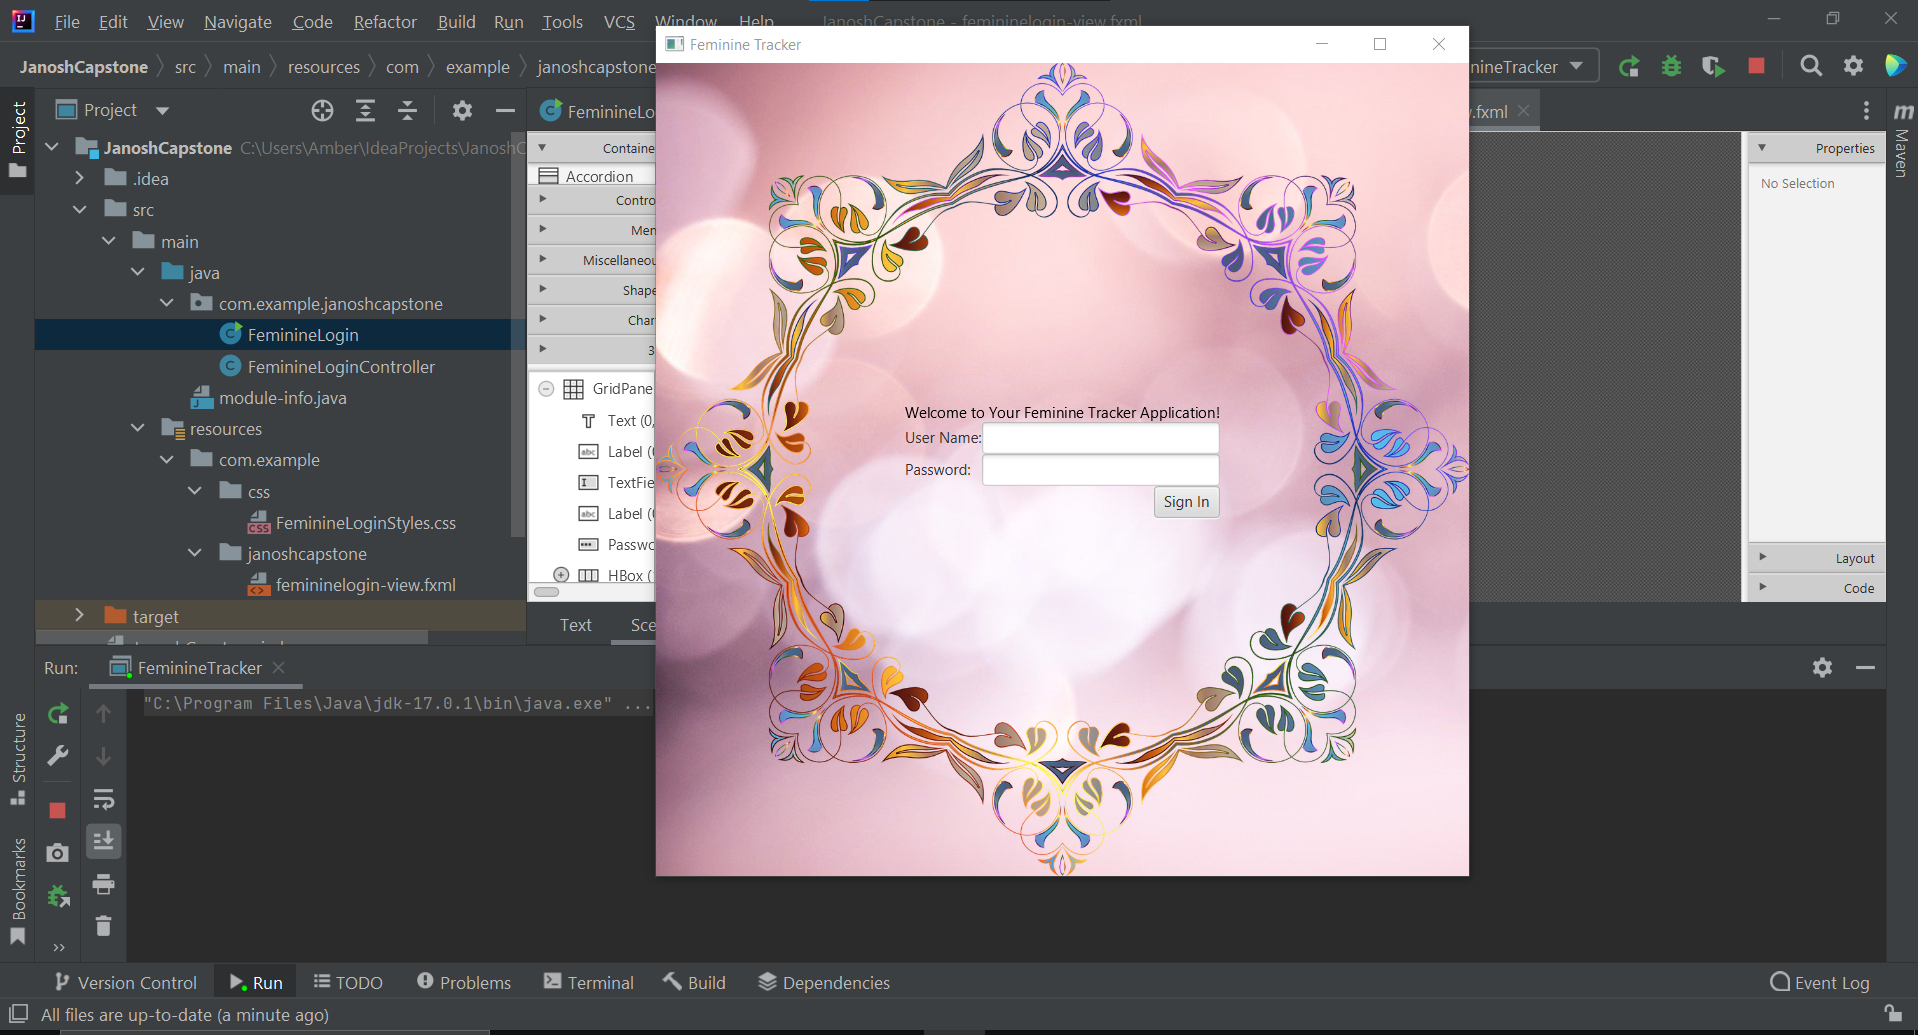 File Edit View Navigate Code Refactor Build Run Tools VCS Window Help JanoshCapstone - femininelogin-view.fxml
Feminine Tracker
JanoshCapstone src main resources com example janoshcapstone
nineTracker
Project
Project
FeminineLo
.fxml
Maven
JanoshCapstone C:\Users\Amber\IdeaProjects\JanoshC
.idea
src
main
java
com.example.janoshcapstone
FeminineLogin
FeminineLoginController
module-info.java
resources
com.example
css
FeminineLoginStyles.css
janoshcapstone
femininelogin-view.fxml
target
Containe
Accordion
Contro
Men
Miscellaneou
Shape
Char
3
GridPane
Text (0,
Label (
TextFie
Label (
Passwo
HBox (
Text
Sce
Welcome to Your Feminine Tracker Application!
User Name:
Password:
Sign In
Properties
No Selection
Layout
Code
Run: FeminineTracker
"C:\Program Files\Java\jdk-17.0.1\bin\java.exe" ...
Structure
Bookmarks
Version Control Run TODO Problems Terminal Build Dependencies Event Log
All files are up-to-date (a minute ago)